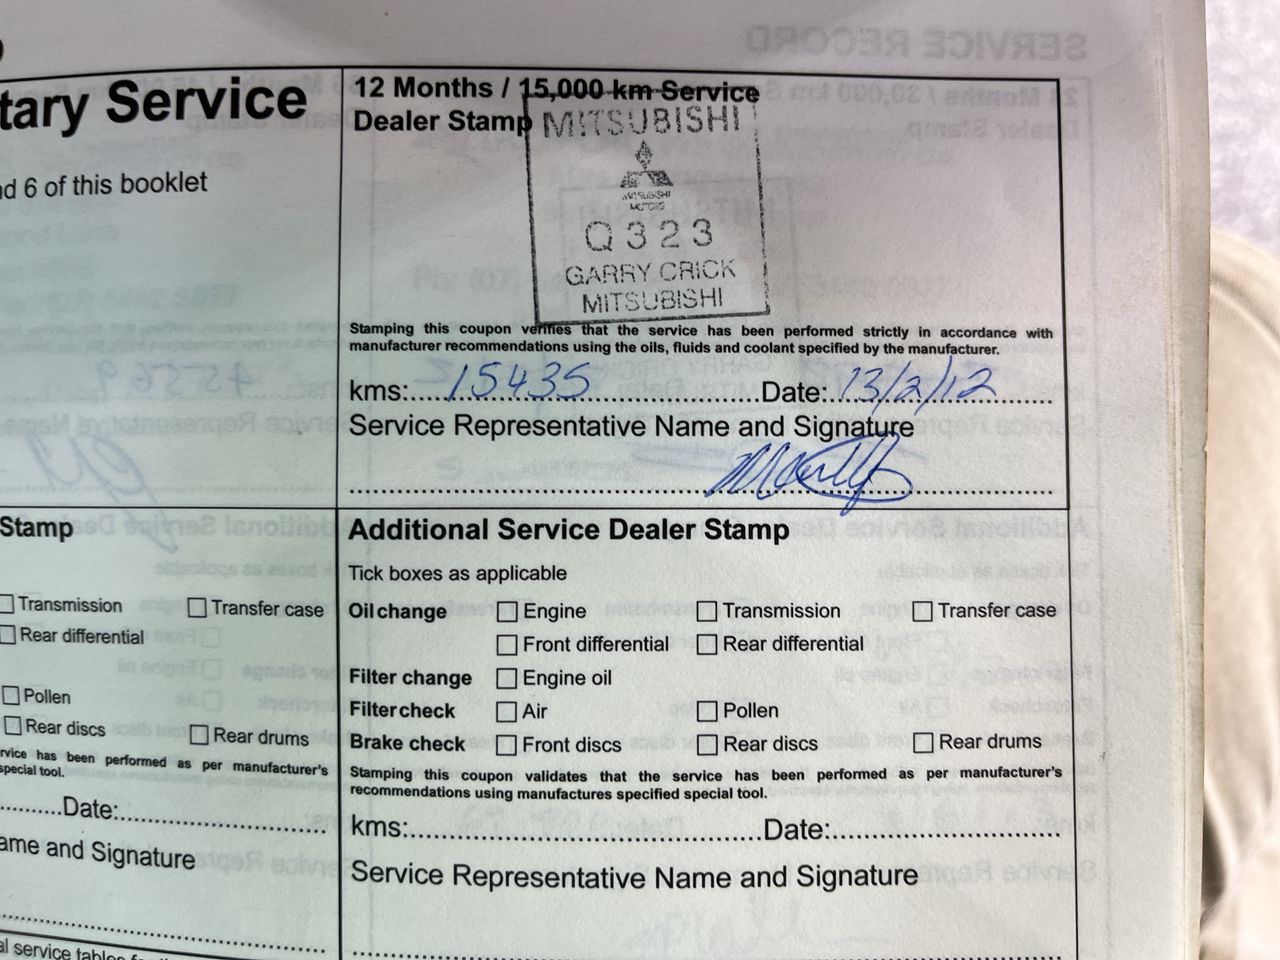 tary Service
nd 6 of this booklet
12 Months / 15,000 km Service
Dealer Stamp
MITSUBISHI
MITSUBISHI
MOTORS
Q323
GARRY CRICK
MITSUBISHI
Stamping this coupon verifies that the service has been performed strictly in accordance with
manufacturer recommendations using the oils, fluids and coolant specified by the manufacturer.
kms: 15435 Date: 13/2/12
Service Representative Name and Signature
Stamp
Transmission Transfer case
Rear differential
Pollen
Rear discs Rear drums
rvice has been performed as per manufacturer's
special tool.
Date:
ame and Signature
al service tables
Additional Service Dealer Stamp
Tick boxes as applicable
Oil change Engine Transmission Transfer case
Front differential Rear differential
Filter change Engine oil
Filter check Air Pollen
Brake check Front discs Rear discs Rear drums
Stamping this coupon validates that the service has been performed as per manufacturer's
recommendations using manufactures specified special tool.
kms: Date:
Service Representative Name and Signature